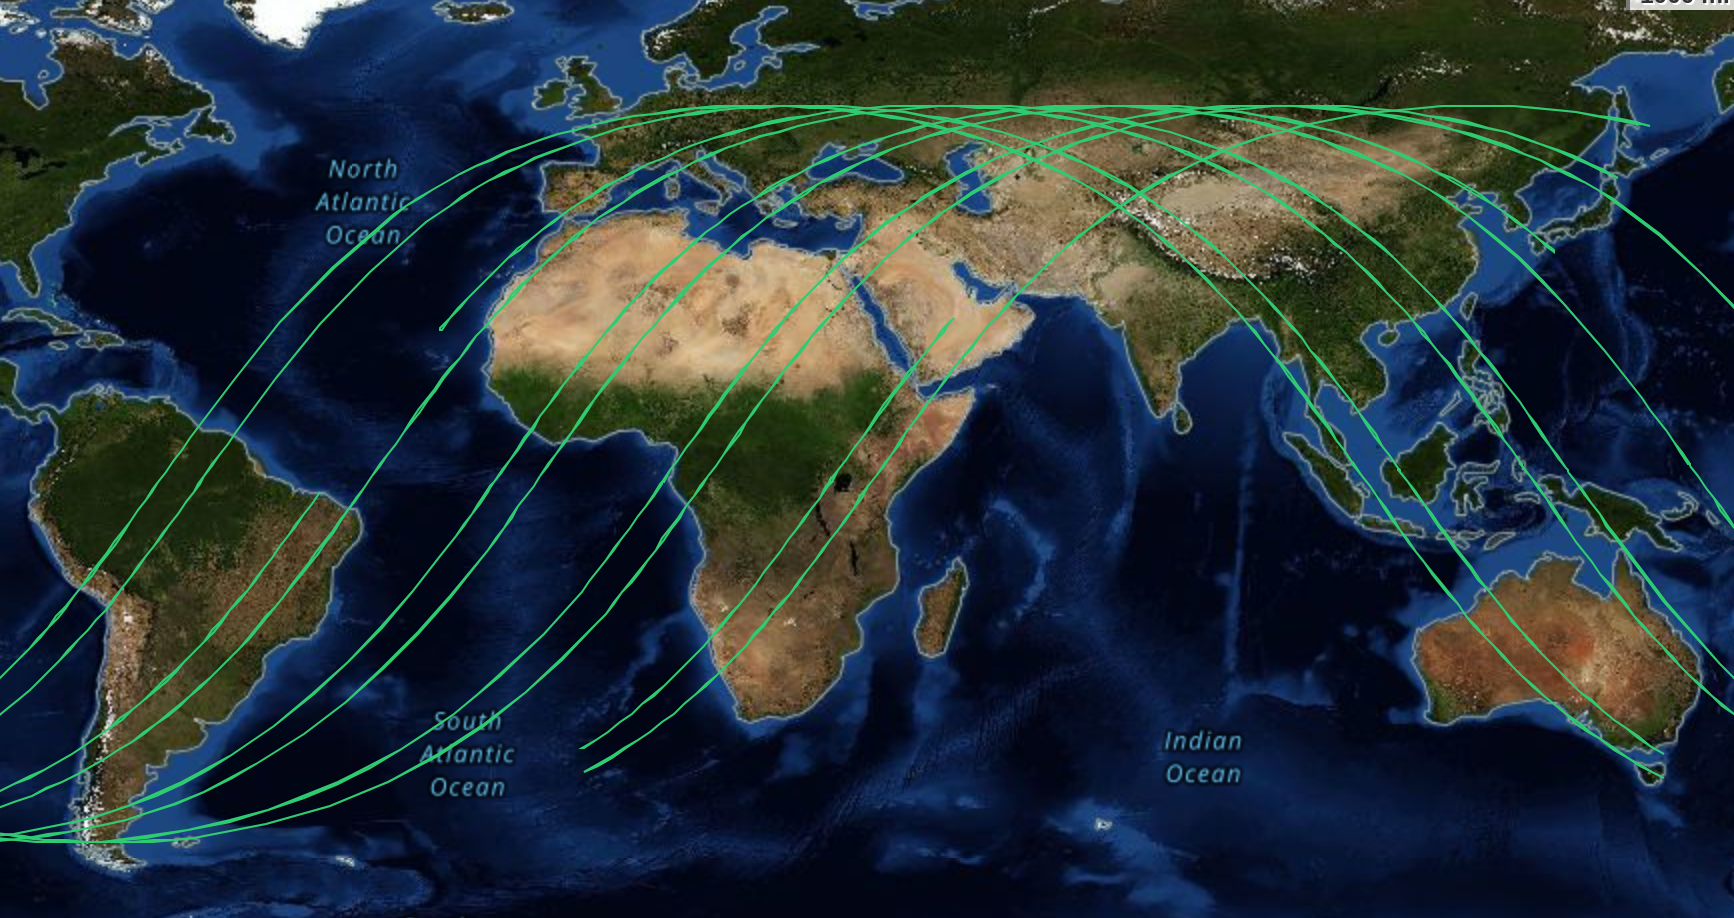 North
Atlantic
Ocean
South
Atlantic
Ocean
Indian
Ocean